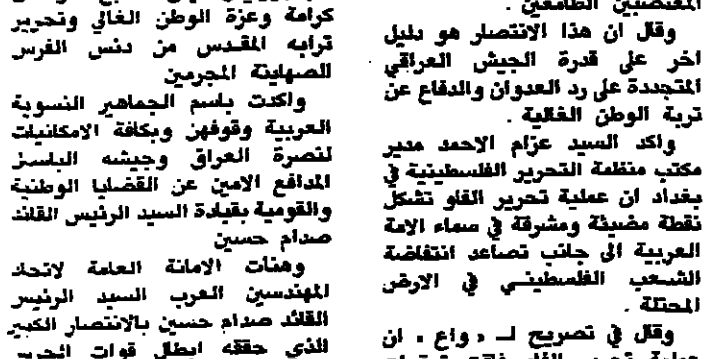 المغتصبين الطامعين .
وقال ان هذا الانتصار هو دليل
اخر على قدرة الجيش العراقي
المتجددة على رد العدوان والدفاع عن
تربة الوطن الغالية .
واكد السيد عزام الاحمد مدير
مكتب منظمة التحرير الفلسطينية في
بغداد ان عملية تحرير الفاو تشكل
نقطة مضيئة ومشرقة في سماء الامة
العربية الى جانب تصاعد انتفاضة
الشعب الفلسطيني في الارض
المحتلة .
وقال في تصريح لـ « واع » ان
كرامة وعزة الوطن الغالي وتحرير
ترابه المقدس من دنس الفرس
الصهاينة المجرمين
واكدت باسم الجماهير النسوية
العربية وقوفهن وبكافة الامكانيات
لنصرة العراق وجيشه الباسل
المدافع الامين عن القضايا الوطنية
والقومية بقيادة السيد الرئيس القائد
صدام حسين
وهنات الامانة العامة لاتحاد
المهندسين العرب السيد الرئيس
القائد صدام حسين بالانتصار الكبير
الذي حققه ابطال قوات الحرس